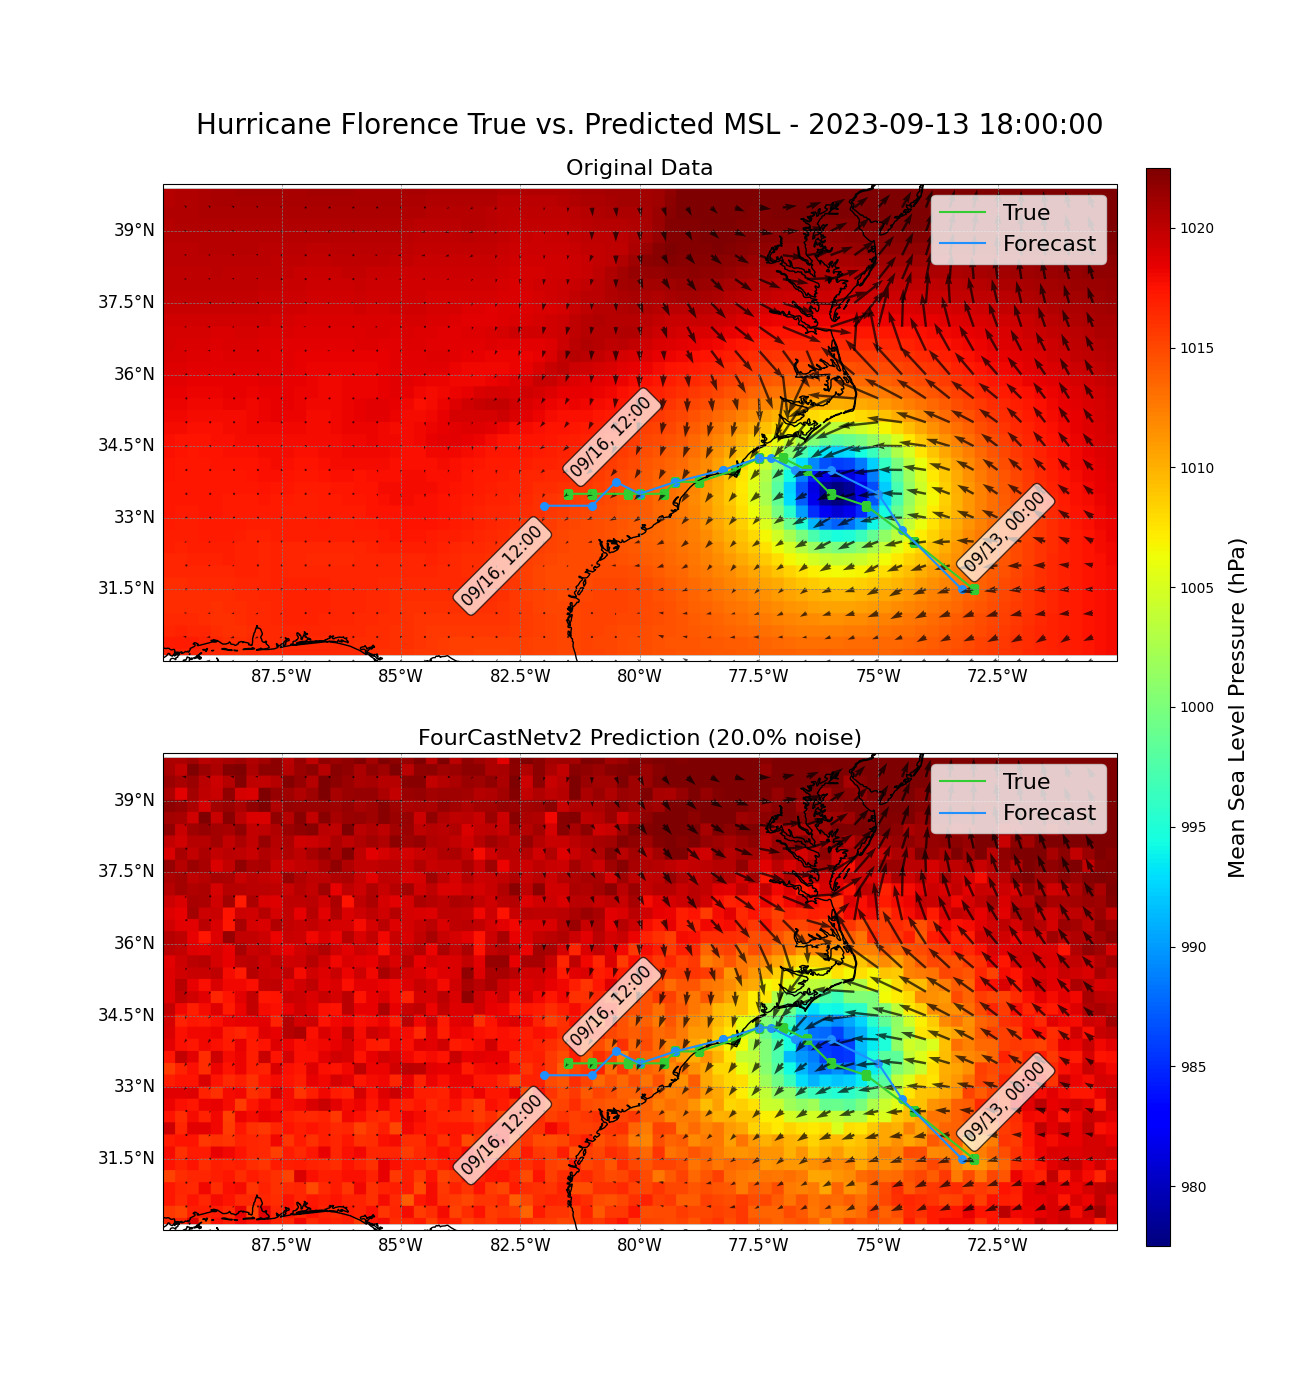 Hurricane Florence True vs. Predicted MSL - 2023-09-13 18:00:00
Original Data
True
Forecast
39°N
37.5°N
36°N
34.5°N
33°N
31.5°N
09/16, 12:00
09/16, 12:00
09/13, 00:00
87.5°W
85°W
82.5°W
80°W
77.5°W
75°W
72.5°W
FourCastNetv2 Prediction (20.0% noise)
True
Forecast
39°N
37.5°N
36°N
34.5°N
33°N
31.5°N
09/16, 12:00
09/16, 12:00
09/13, 00:00
87.5°W
85°W
82.5°W
80°W
77.5°W
75°W
72.5°W
1020
1015
1010
1005
1000
995
990
985
980
Mean Sea Level Pressure (hPa)